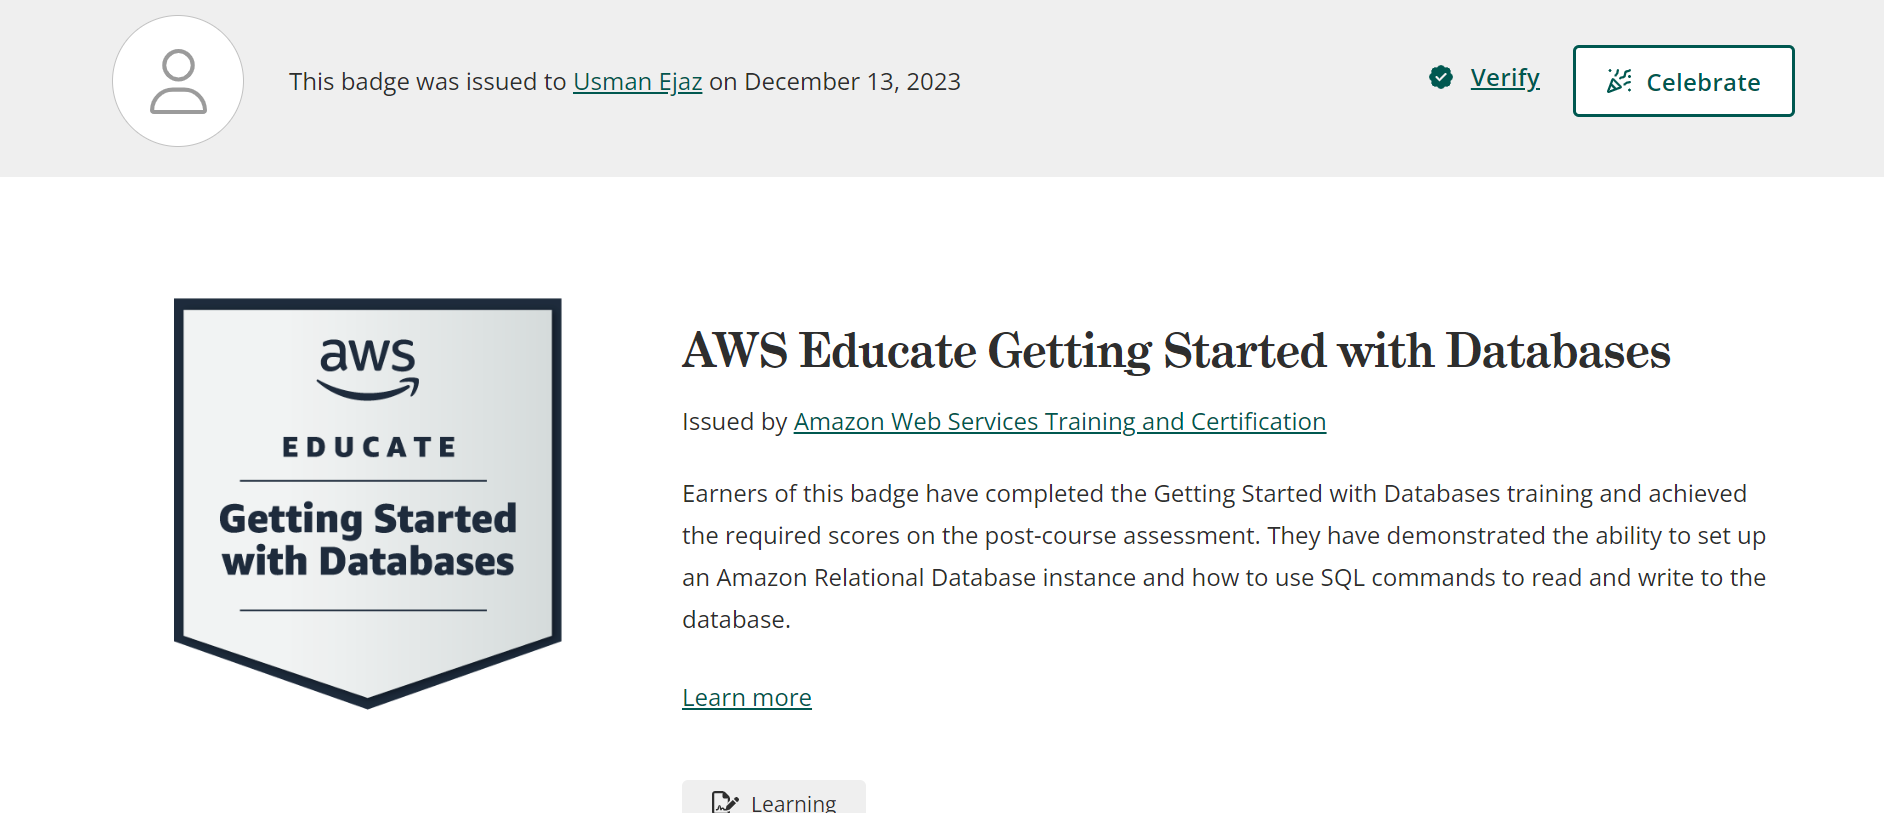 This badge was issued to Usman Ejaz on December 13, 2023
Verify
Celebrate
aws
EDUCATE
Getting Started
with Databases
AWS Educate Getting Started with Databases
Issued by Amazon Web Services Training and Certification
Earners of this badge have completed the Getting Started with Databases training and achieved
the required scores on the post-course assessment. They have demonstrated the ability to set up
an Amazon Relational Database instance and how to use SQL commands to read and write to the
database.
Learn more
Learning